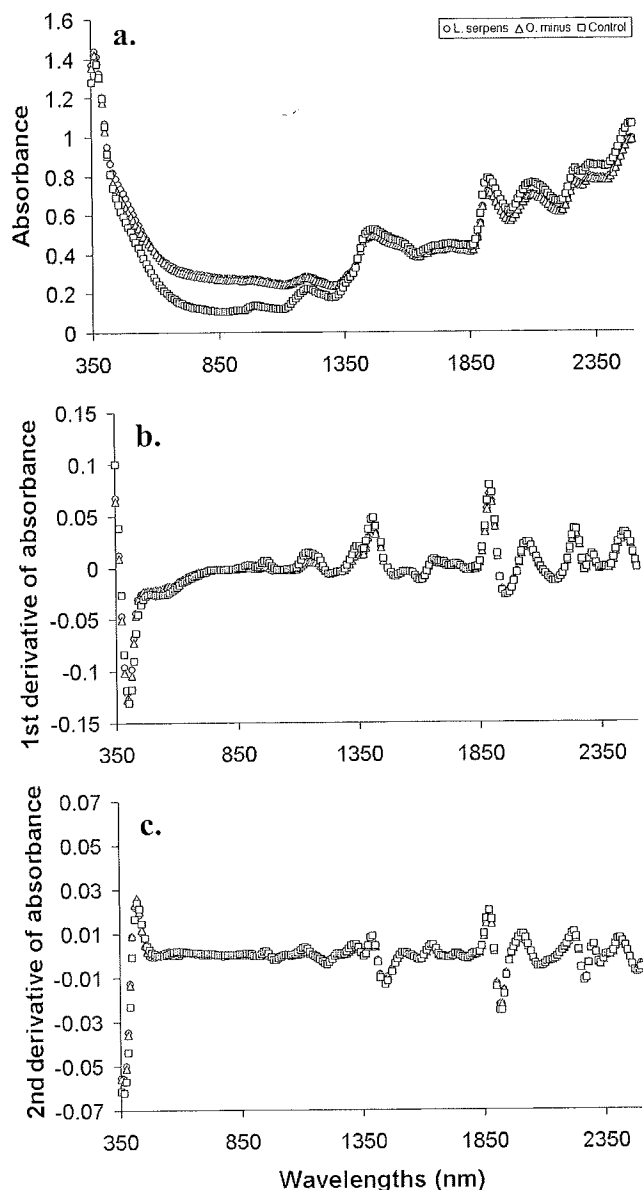 a.
○ L. serpens △ O. minus □ Control
Absorbance
1.6
1.4
1.2
1
0.8
0.6
0.4
0.2
0
350 850 1350 1850 2350
b.
1st derivative of absorbance
0.15
0.1
0.05
0
-0.05
-0.1
-0.15
350 850 1350 1850 2350
c.
2nd derivative of absorbance
0.07
0.05
0.03
0.01
-0.01
-0.03
-0.05
-0.07
350 850 1350 1850 2350
Wavelengths (nm)